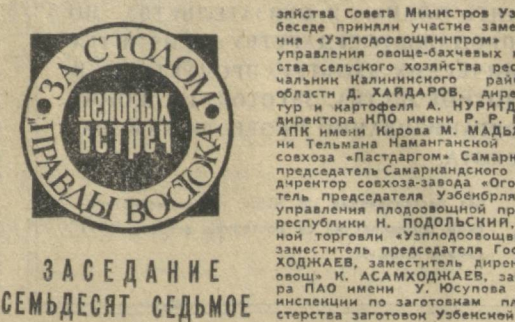 ЗА СТОЛОМ
ДЕЛОВЫХ
ВСТРЕЧ
"ПРАВДЫ ВОСТОКА"
ЗАСЕДАНИЕ
СЕМЬДЕСЯТ СЕДЬМОЕ
зяйства Совета Министров Уз
беседе приняли участие заме
ния «Узплодоовощвинпром»
управления овоще-бахчевых
ства сельского хозяйства рес
чальник Калининского райо
области Д. ХАЙДАРОВ, дире
тур и картофеля А. НУРИТД
директора НПО имени Р. Р.
АПК имени Кирова М. МАДЬ
ни Тельмана Наманганской
совхоза «Пастдаргом» Самарк
председатель Самаркандского
директор совхоза-завода «Ого
тель председателя Узбекбрля
управления плодоовощной пр
республики Н. ПОДОЛЬСКИЙ,
ной торговли «Узплодоовощв
заместитель председателя Гос
ХОДЖАЕВ, заместитель дирек
овощ» К. АСАМХОДЖАЕВ, за
ра ПАО имени У. Юсупова
инспекции по заготовкам пл
стерства заготовок Узбекской